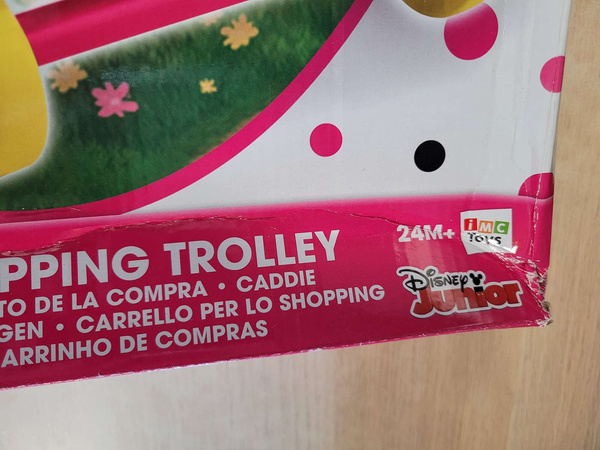 PPING TROLLEY
TO DE LA COMPRA • CADDIE
GEN • CARRELLO PER LO SHOPPING
ARRINHO DE COMPRAS
24M+
iMC
TOYS
Disney
Junior